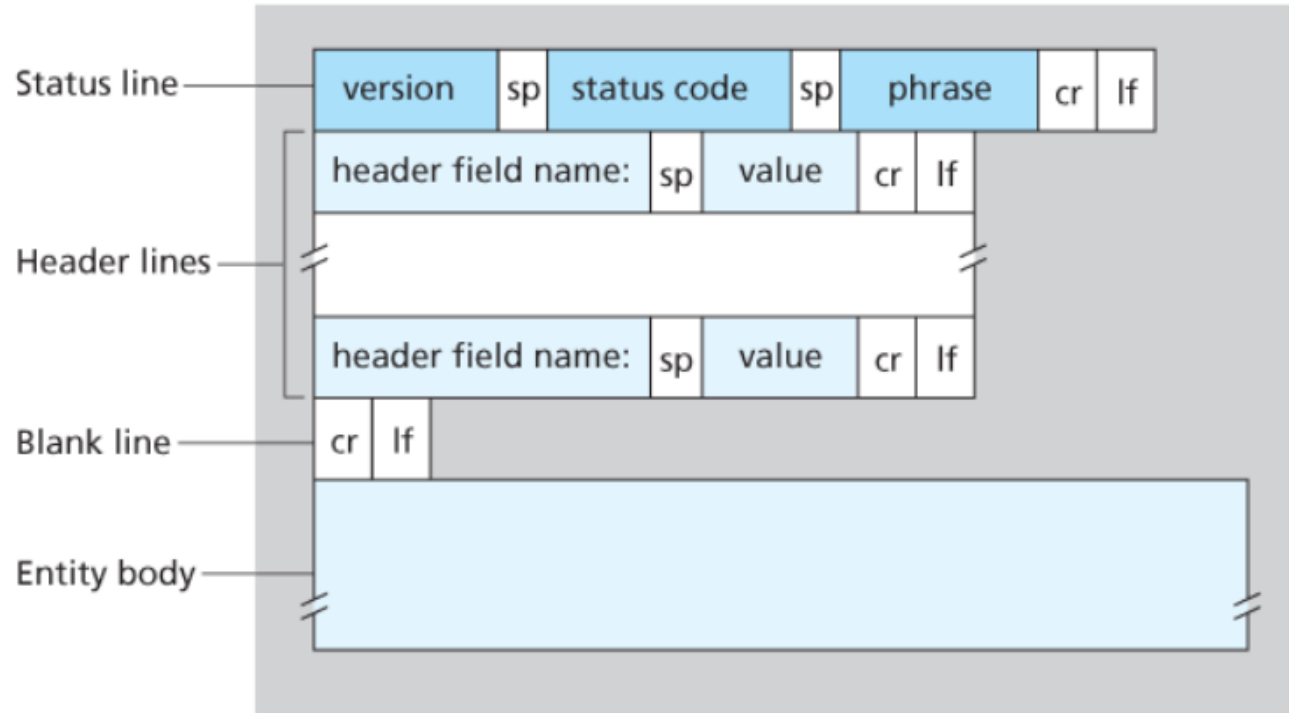 Status line version sp status code sp phrase cr lf
header field name: sp value cr lf
Header lines
header field name: sp value cr lf
Blank line cr lf
Entity body